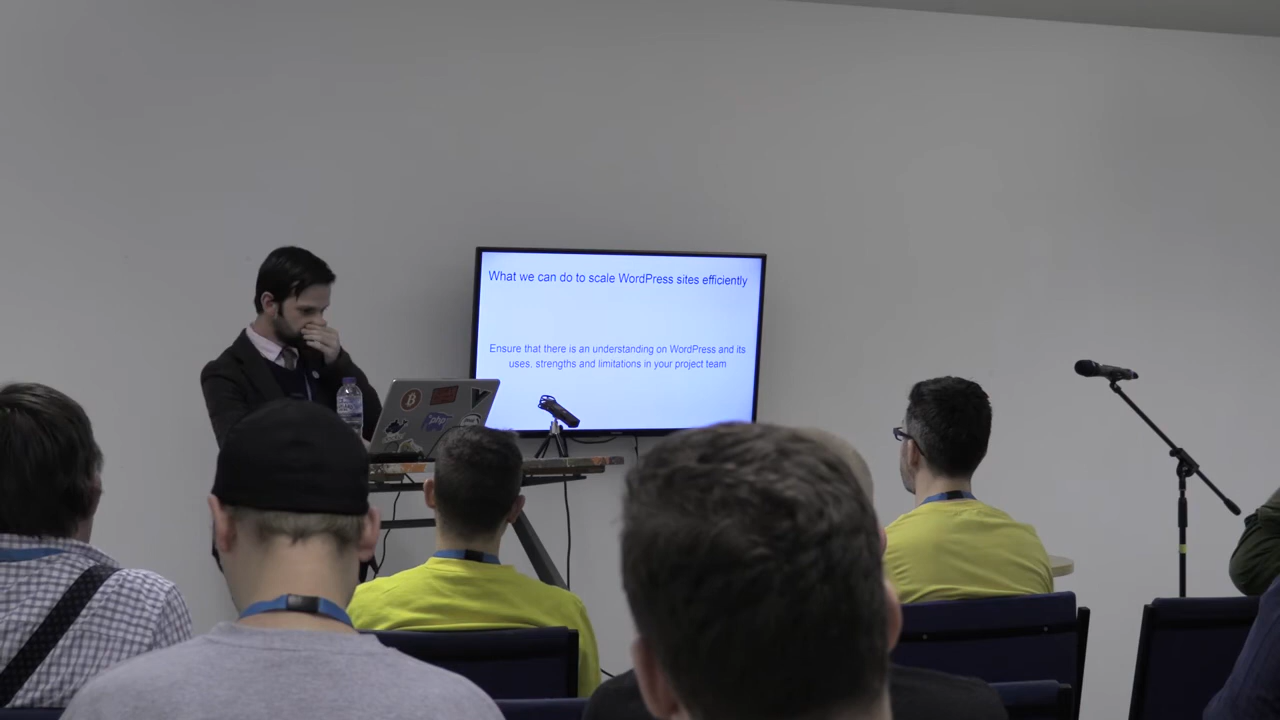 What we can do to scale WordPress sites efficiently
Ensure that there is an understanding on WordPress and its
uses, strengths and limitations in your project team
php